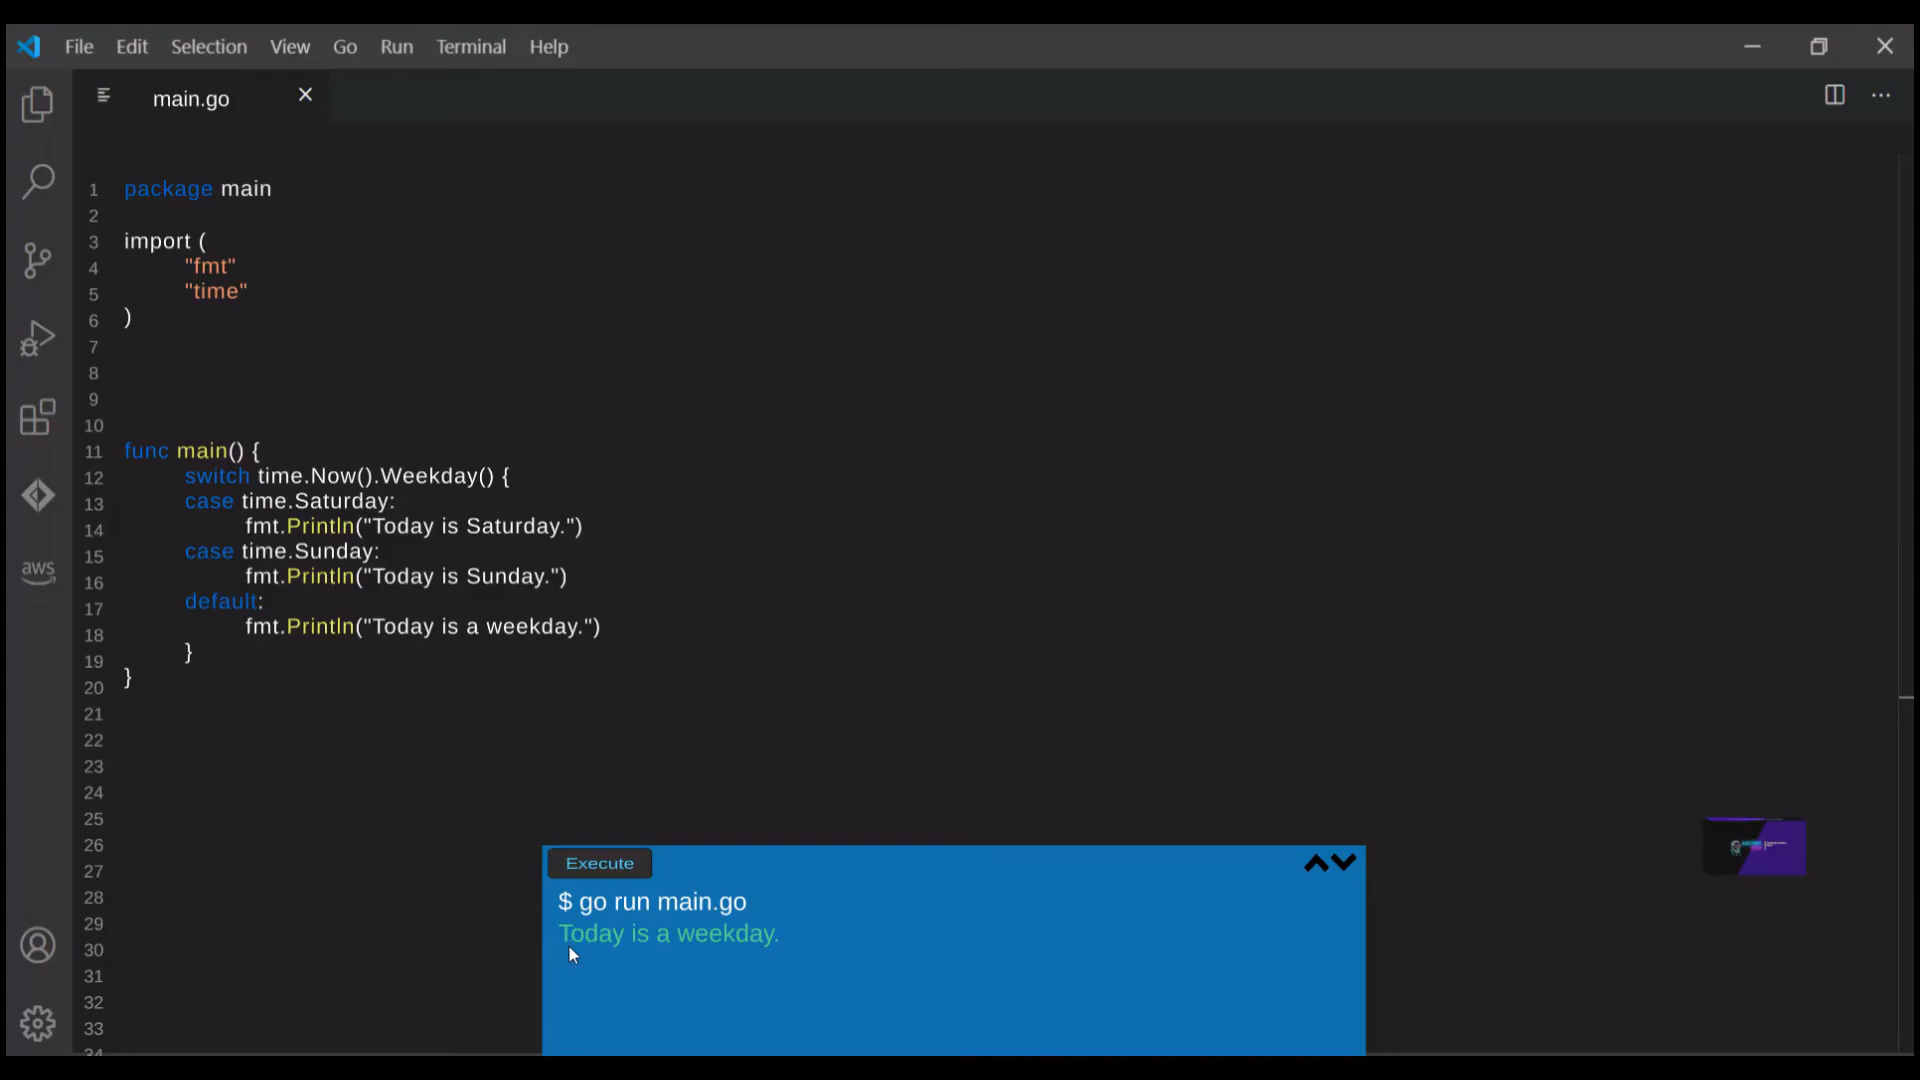 File Edit Selection View Go Run Terminal Help
main.go
1 package main
2
3 import (
4 "fmt"
5 "time"
6 )
7
8
9
10
11 func main() {
12 switch time.Now().Weekday() {
13 case time.Saturday:
14 fmt.Println("Today is Saturday.")
15 case time.Sunday:
16 fmt.Println("Today is Sunday.")
17 default:
18 fmt.Println("Today is a weekday.")
19 }
20 }
21
22
23
24
25
26
27
28
29
30
31
32
33
34
aws
Execute
$ go run main.go
Today is a weekday.